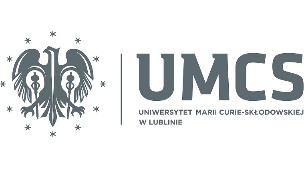 UMCS
UNIWERSYTET MARII CURIE-SKŁODOWSKIEJ
W LUBLINIE